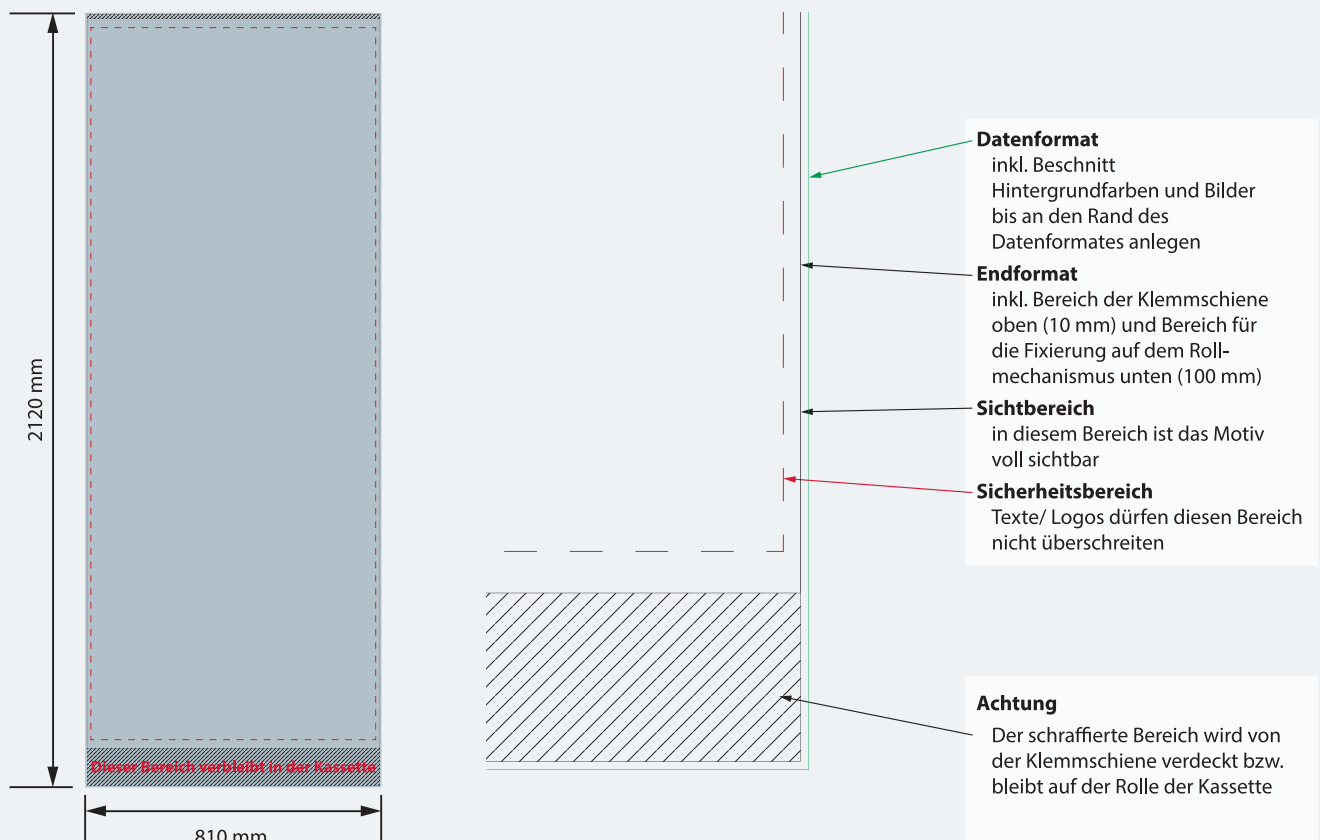 2120 mm
Dieser Bereich verbleibt in der Kassette
810 mm
Datenformat
inkl. Beschnitt
Hintergrundfarben und Bilder
bis an den Rand des
Datenformates anlegen
Endformat
inkl. Bereich der Klemmschiene
oben (10 mm) und Bereich für
die Fixierung auf dem Roll-
mechanismus unten (100 mm)
Sichtbereich
in diesem Bereich ist das Motiv
voll sichtbar
Sicherheitsbereich
Texte/ Logos dürfen diesen Bereich
nicht überschreiten
Achtung
Der schraffierte Bereich wird von
der Klemmschiene verdeckt bzw.
bleibt auf der Rolle der Kassette